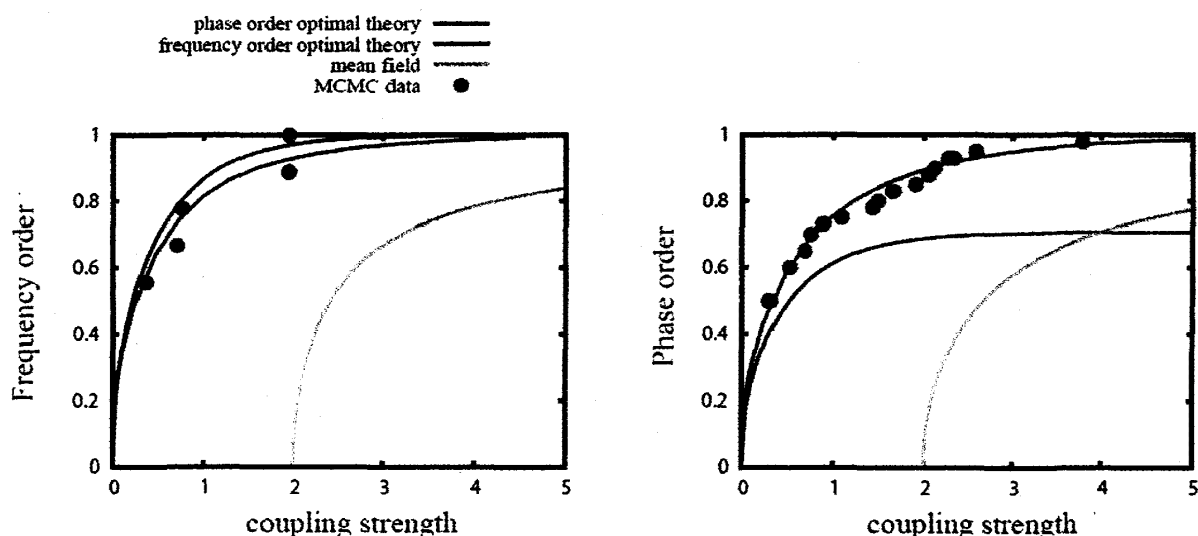 phase order optimal theory
frequency order optimal theory
mean field
MCMC data
Frequency order
1
0.8
0.6
0.4
0.2
0
0 1 2 3 4 5
coupling strength
Phase order
1
0.8
0.6
0.4
0.2
0
0 1 2 3 4 5
coupling strength